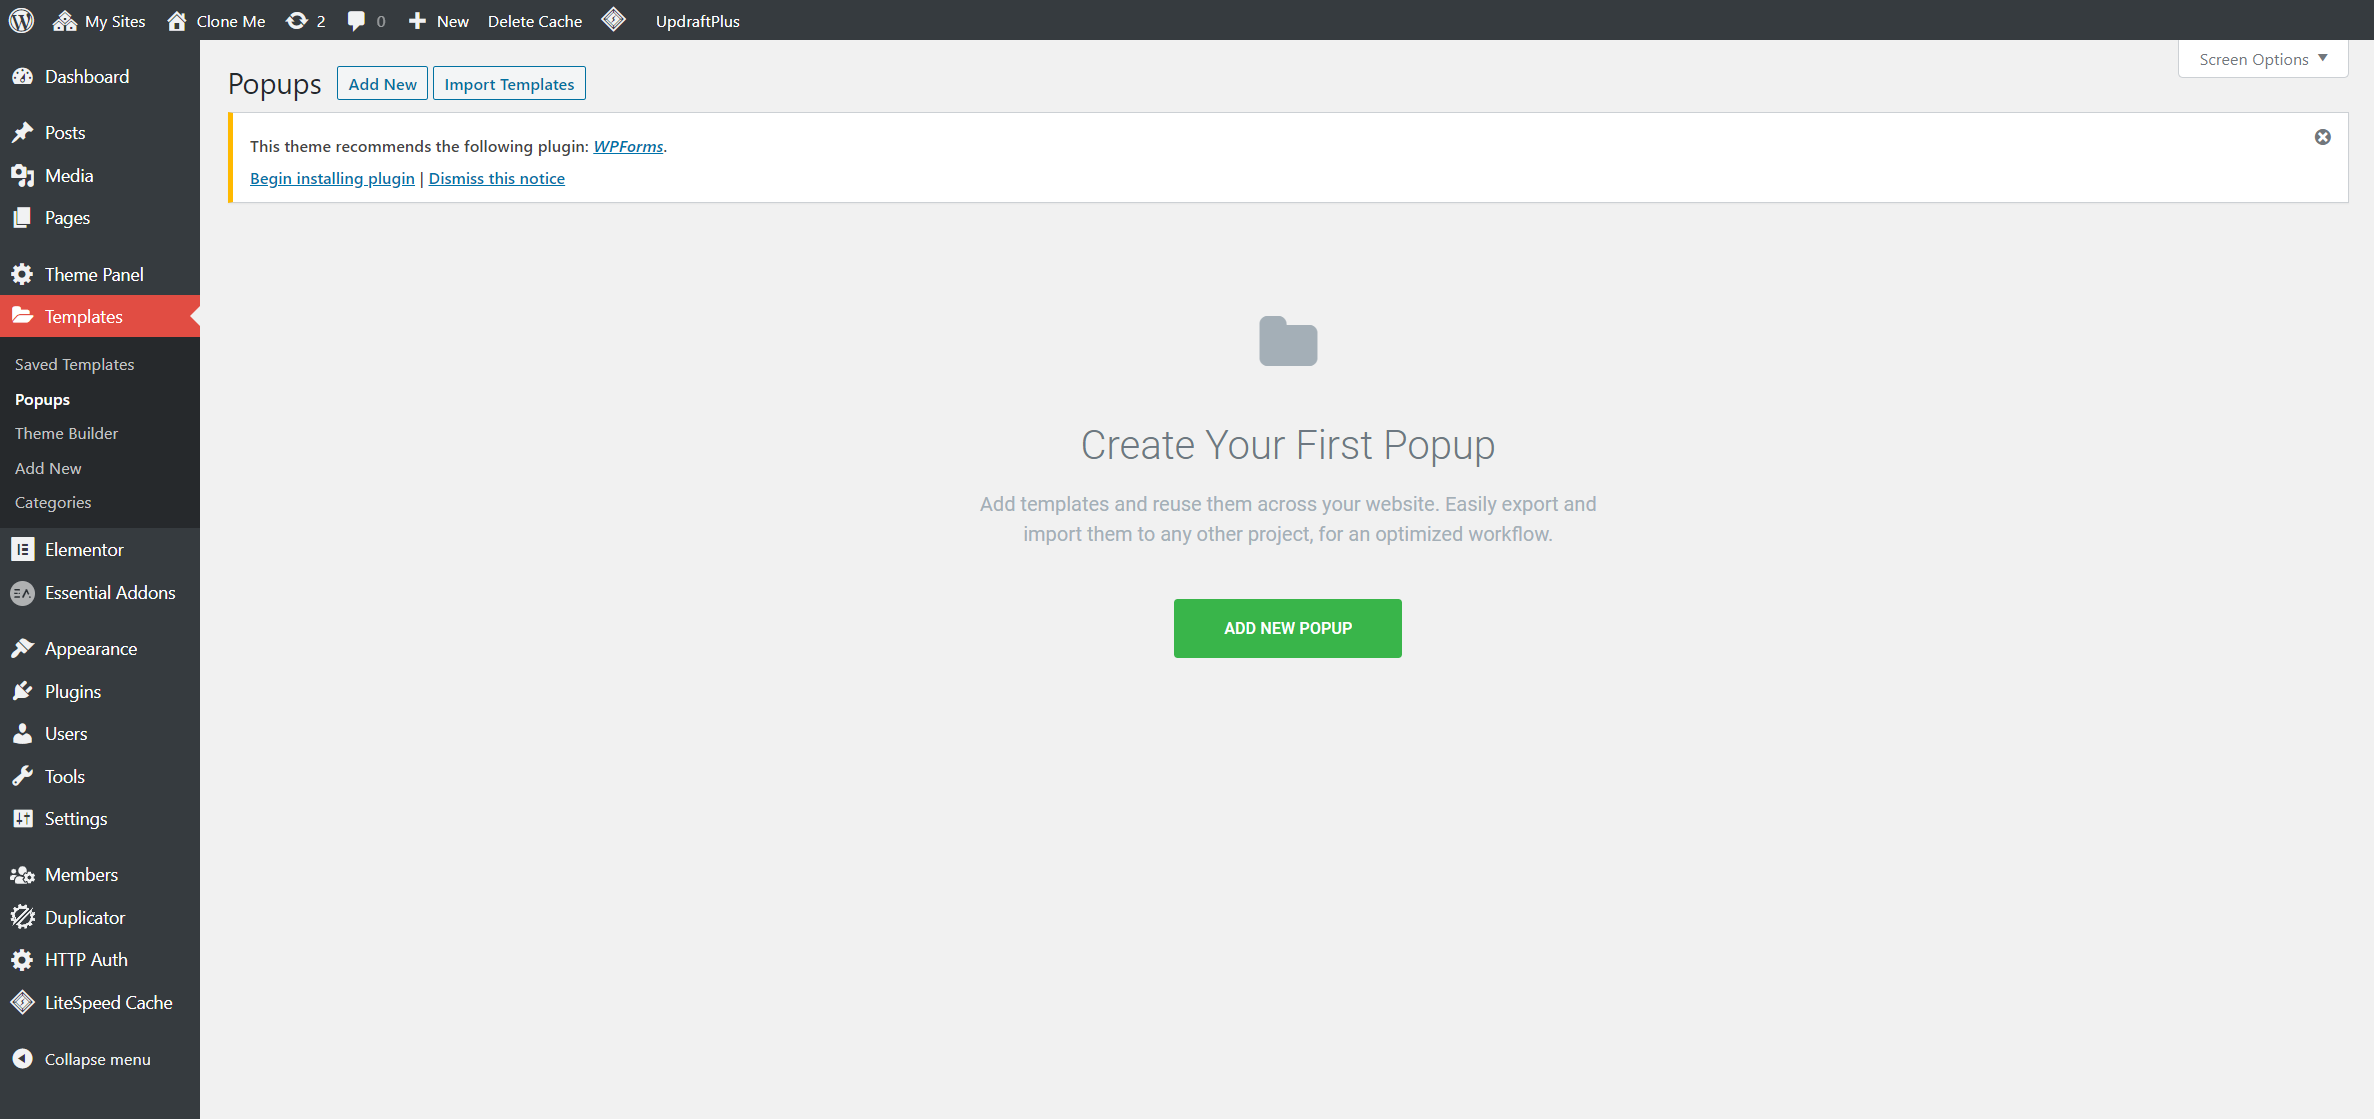 My Sites Clone Me 2 0 New Delete Cache UpdraftPlus
Screen Options
Dashboard
Posts
Media
Pages
Theme Panel
Templates
Saved Templates
Popups
Theme Builder
Add New
Categories
Elementor
Essential Addons
Appearance
Plugins
Users
Tools
Settings
Members
Duplicator
HTTP Auth
LiteSpeed Cache
Collapse menu
Popups Add New Import Templates
This theme recommends the following plugin: WPForms.
Begin installing plugin | Dismiss this notice
Create Your First Popup
Add templates and reuse them across your website. Easily export and
import them to any other project, for an optimized workflow.
ADD NEW POPUP